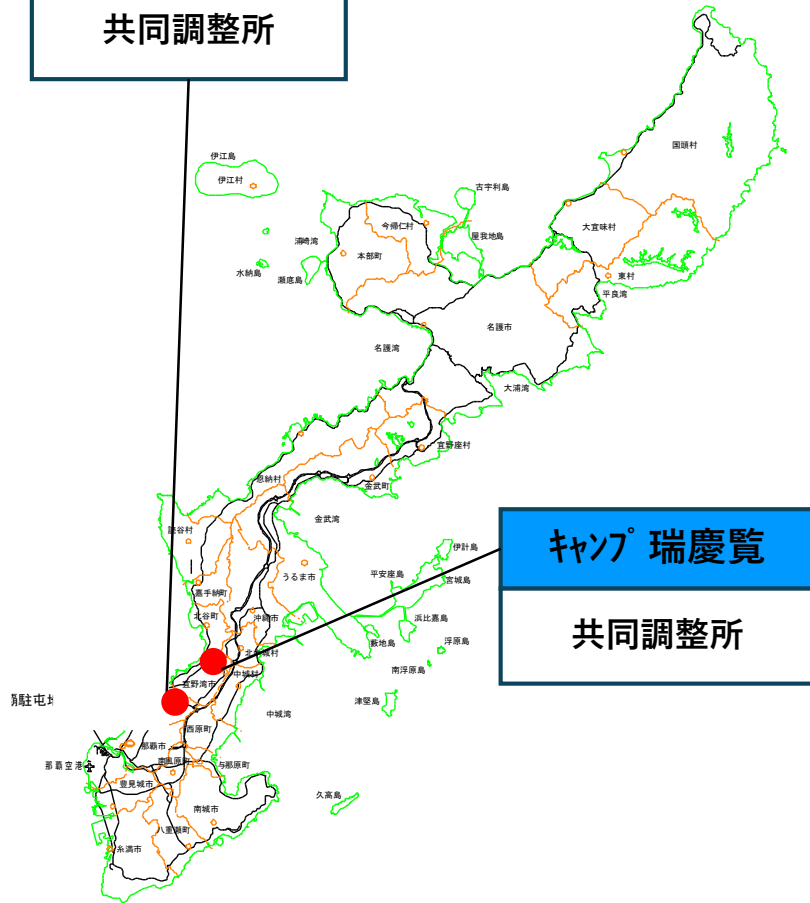 共同調整所
国頭村
伊江島
伊江村
古宇利島
今帰仁村
大宜味村
浦崎湾
屋我地島
本部町
水納島
瀬底島
東村
平良湾
名護市
名護湾
大浦湾
宜野座村
恩納村
金武町
金武湾
読谷村
伊計島
キャンプ 瑞慶覧
うるま市
平安座島
宮城島
嘉手納町
共同調整所
北谷町
沖縄市
浜比嘉島
藪地島
浮原島
北中城村
南浮原島
中城村
宜野湾市
津堅島
覇駐屯地
中城湾
西原町
那覇市
那覇空港
南風原町
与那原町
豊見城市
久高島
南城市
八重瀬町
糸満市